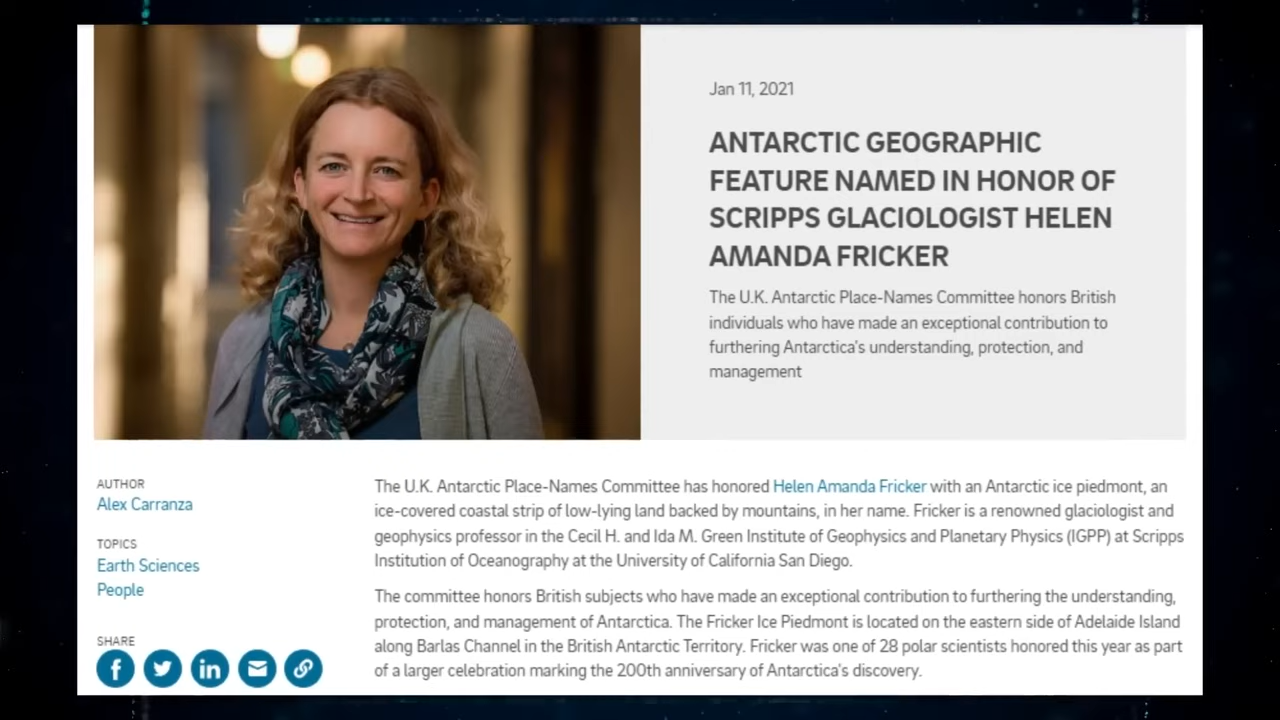 Jan 11, 2021
ANTARCTIC GEOGRAPHIC
FEATURE NAMED IN HONOR OF
SCRIPPS GLACIOLOGIST HELEN
AMANDA FRICKER
The U.K. Antarctic Place-Names Committee honors British
individuals who have made an exceptional contribution to
furthering Antarctica's understanding, protection, and
management
AUTHOR
Alex Carranza
TOPICS
Earth Sciences
People
SHARE
The U.K. Antarctic Place-Names Committee has honored Helen Amanda Fricker with an Antarctic ice piedmont, an
ice-covered coastal strip of low-lying land backed by mountains, in her name. Fricker is a renowned glaciologist and
geophysics professor in the Cecil H. and Ida M. Green Institute of Geophysics and Planetary Physics (IGPP) at Scripps
Institution of Oceanography at the University of California San Diego.
The committee honors British subjects who have made an exceptional contribution to furthering the understanding,
protection, and management of Antarctica. The Fricker Ice Piedmont is located on the eastern side of Adelaide Island
along Barlas Channel in the British Antarctic Territory. Fricker was one of 28 polar scientists honored this year as part
of a larger celebration marking the 200th anniversary of Antarctica's discovery.